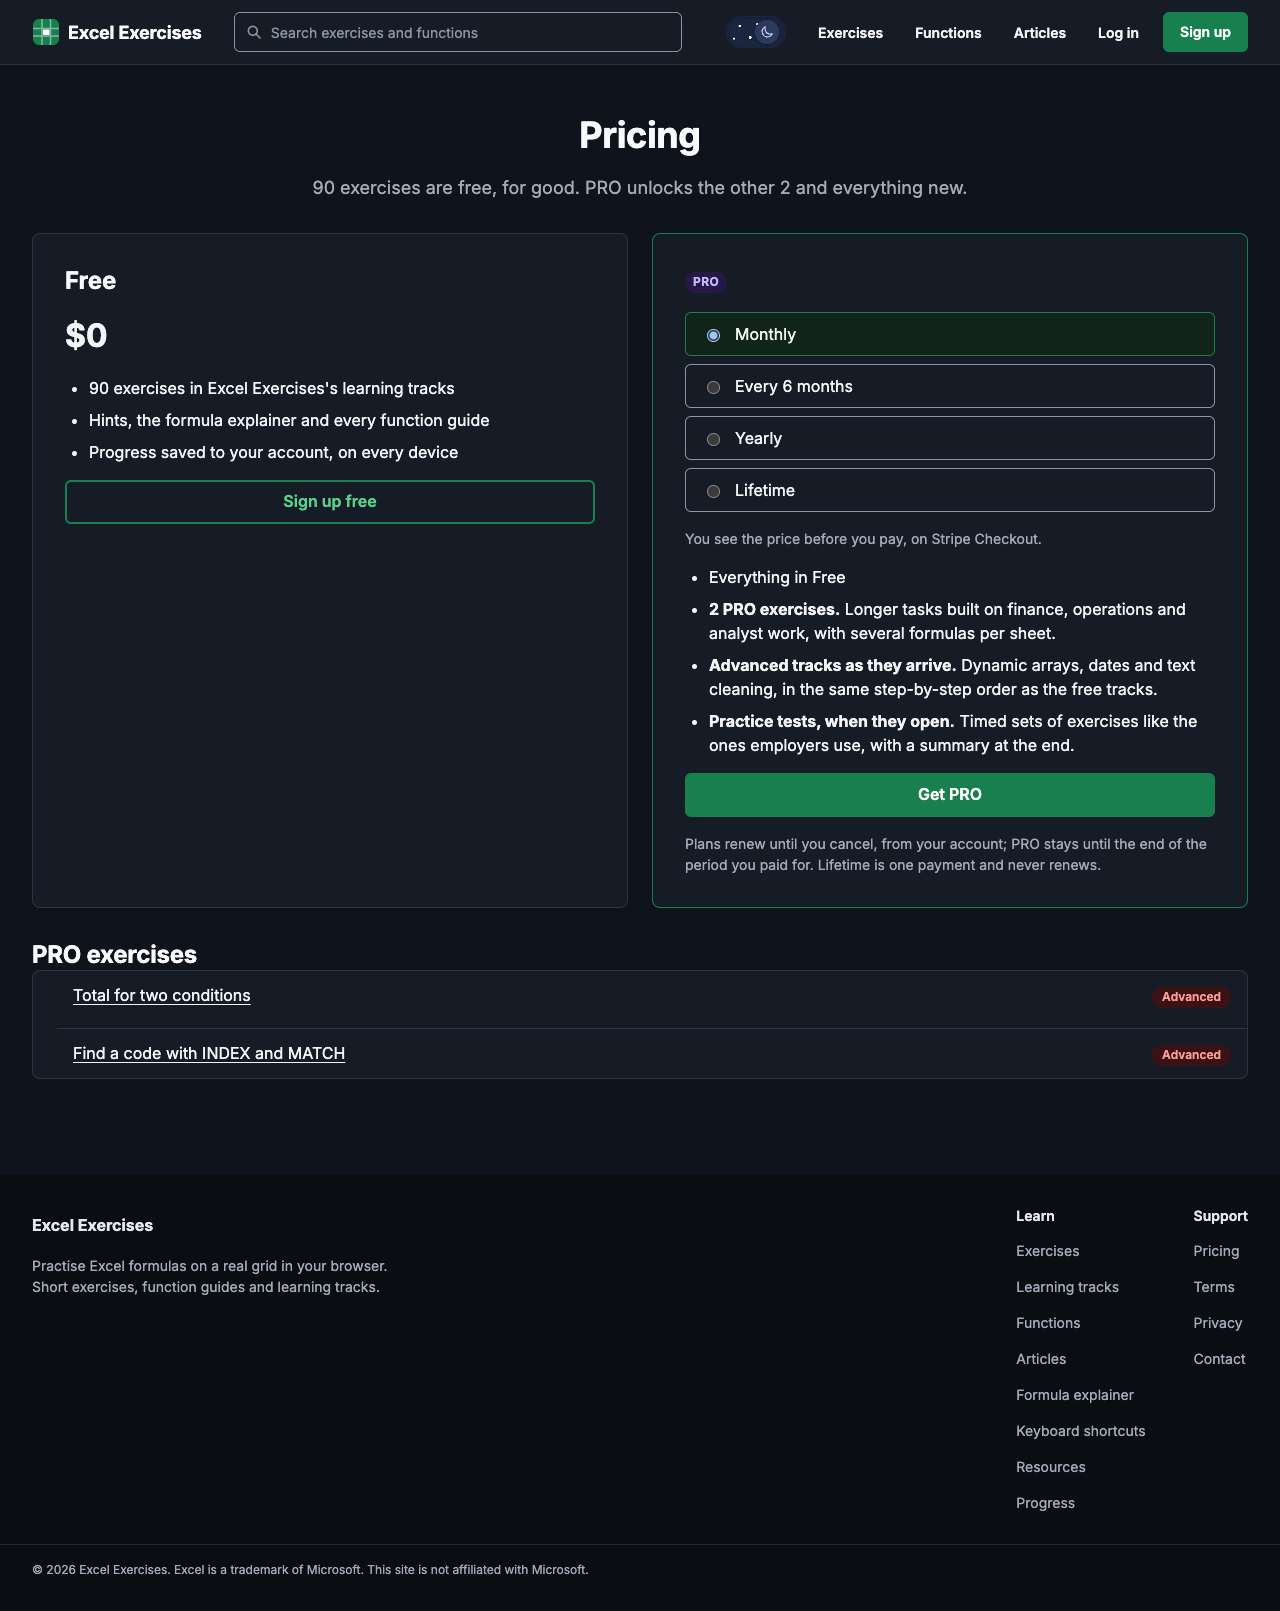 Excel Exercises
Search exercises and functions
Exercises
Functions
Articles
Log in
Sign up
Pricing
90 exercises are free, for good. PRO unlocks the other 2 and everything new.
Free
$0
90 exercises in Excel Exercises's learning tracks
Hints, the formula explainer and every function guide
Progress saved to your account, on every device
Sign up free
PRO
Monthly
Every 6 months
Yearly
Lifetime
You see the price before you pay, on Stripe Checkout.
Everything in Free
2 PRO exercises. Longer tasks built on finance, operations and
analyst work, with several formulas per sheet.
Advanced tracks as they arrive. Dynamic arrays, dates and text
cleaning, in the same step-by-step order as the free tracks.
Practice tests, when they open. Timed sets of exercises like the
ones employers use, with a summary at the end.
Get PRO
Plans renew until you cancel, from your account; PRO stays until the end of the
period you paid for. Lifetime is one payment and never renews.
PRO exercises
Total for two conditions
Advanced
Find a code with INDEX and MATCH
Advanced
Excel Exercises
Practise Excel formulas on a real grid in your browser.
Short exercises, function guides and learning tracks.
Learn
Exercises
Learning tracks
Functions
Articles
Formula explainer
Keyboard shortcuts
Resources
Progress
Support
Pricing
Terms
Privacy
Contact
© 2026 Excel Exercises. Excel is a trademark of Microsoft. This site is not affiliated with Microsoft.